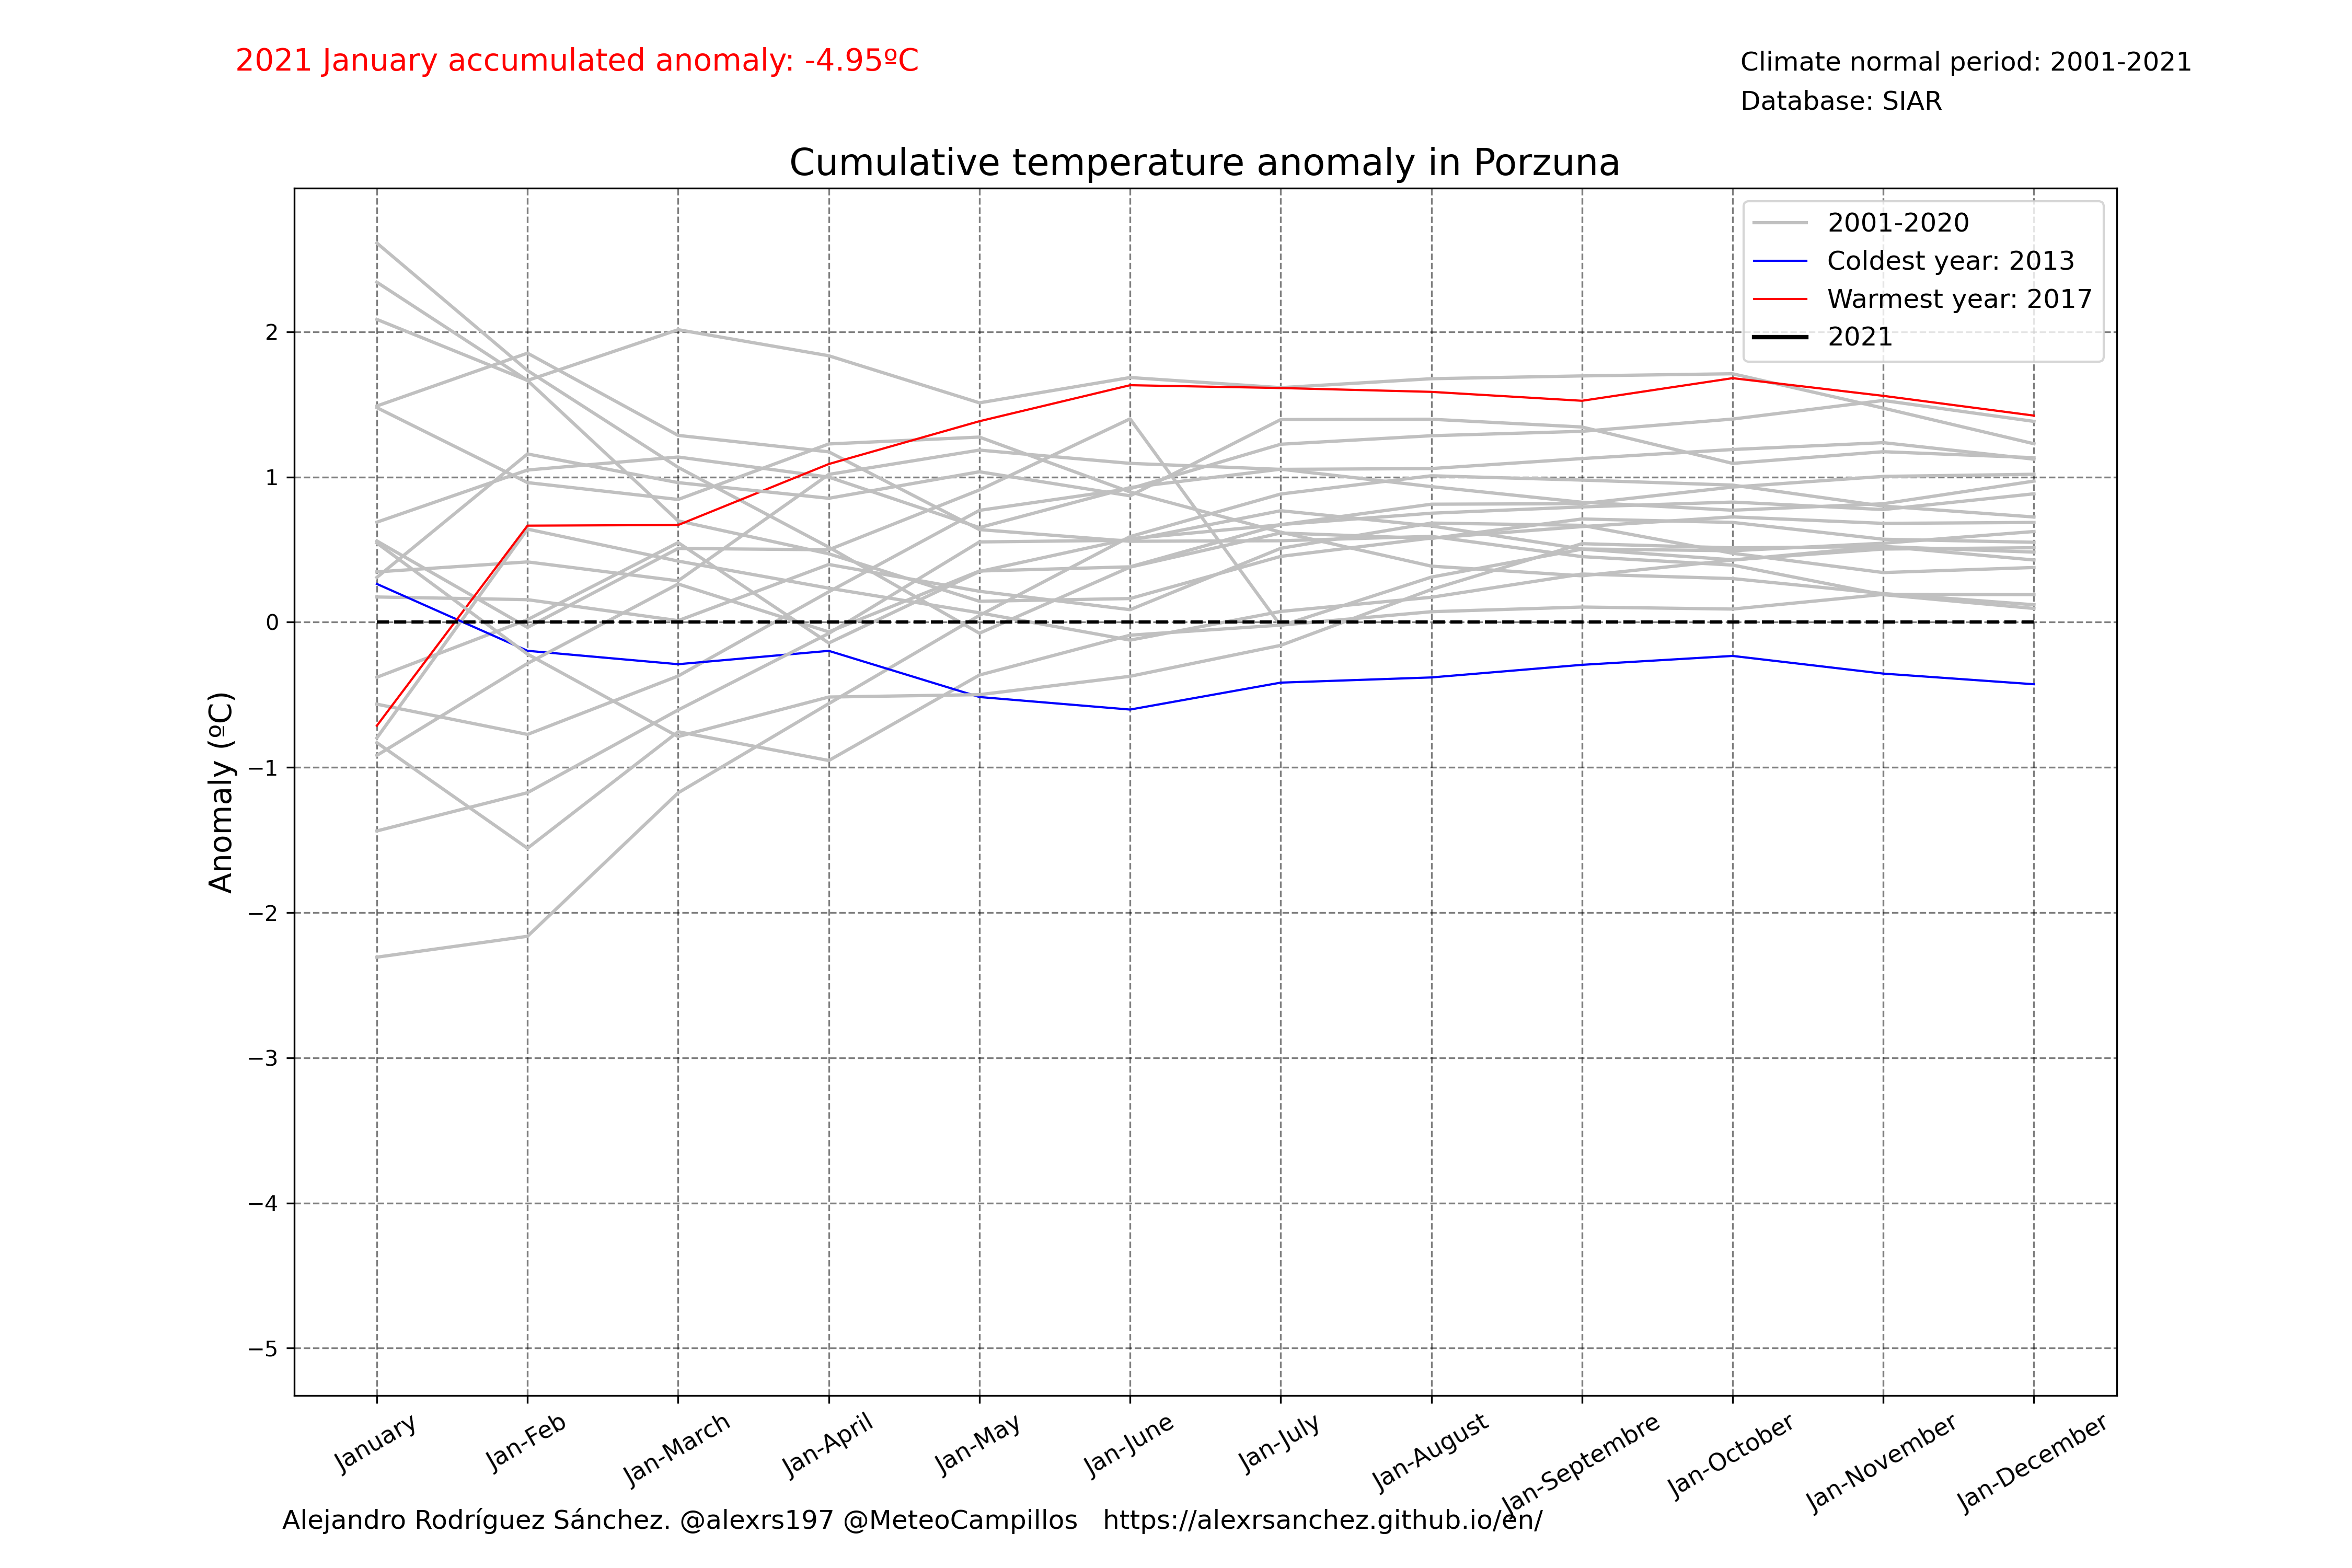 2021 January accumulated anomaly: -4.95ºC
Climate normal period: 2001-2021
Database: SIAR
Cumulative temperature anomaly in Porzuna
2001-2020
Coldest year: 2013
Warmest year: 2017
2021
Anomaly (ºC)
2
1
0
−1
−2
−3
−4
−5
January
Jan-Feb
Jan-March
Jan-April
Jan-May
Jan-June
Jan-July
Jan-August
Jan-Septembre
Jan-October
Jan-November
Jan-December
Alejandro Rodríguez Sánchez. @alexrs197 @MeteoCampillos https://alexrsanchez.github.io/en/